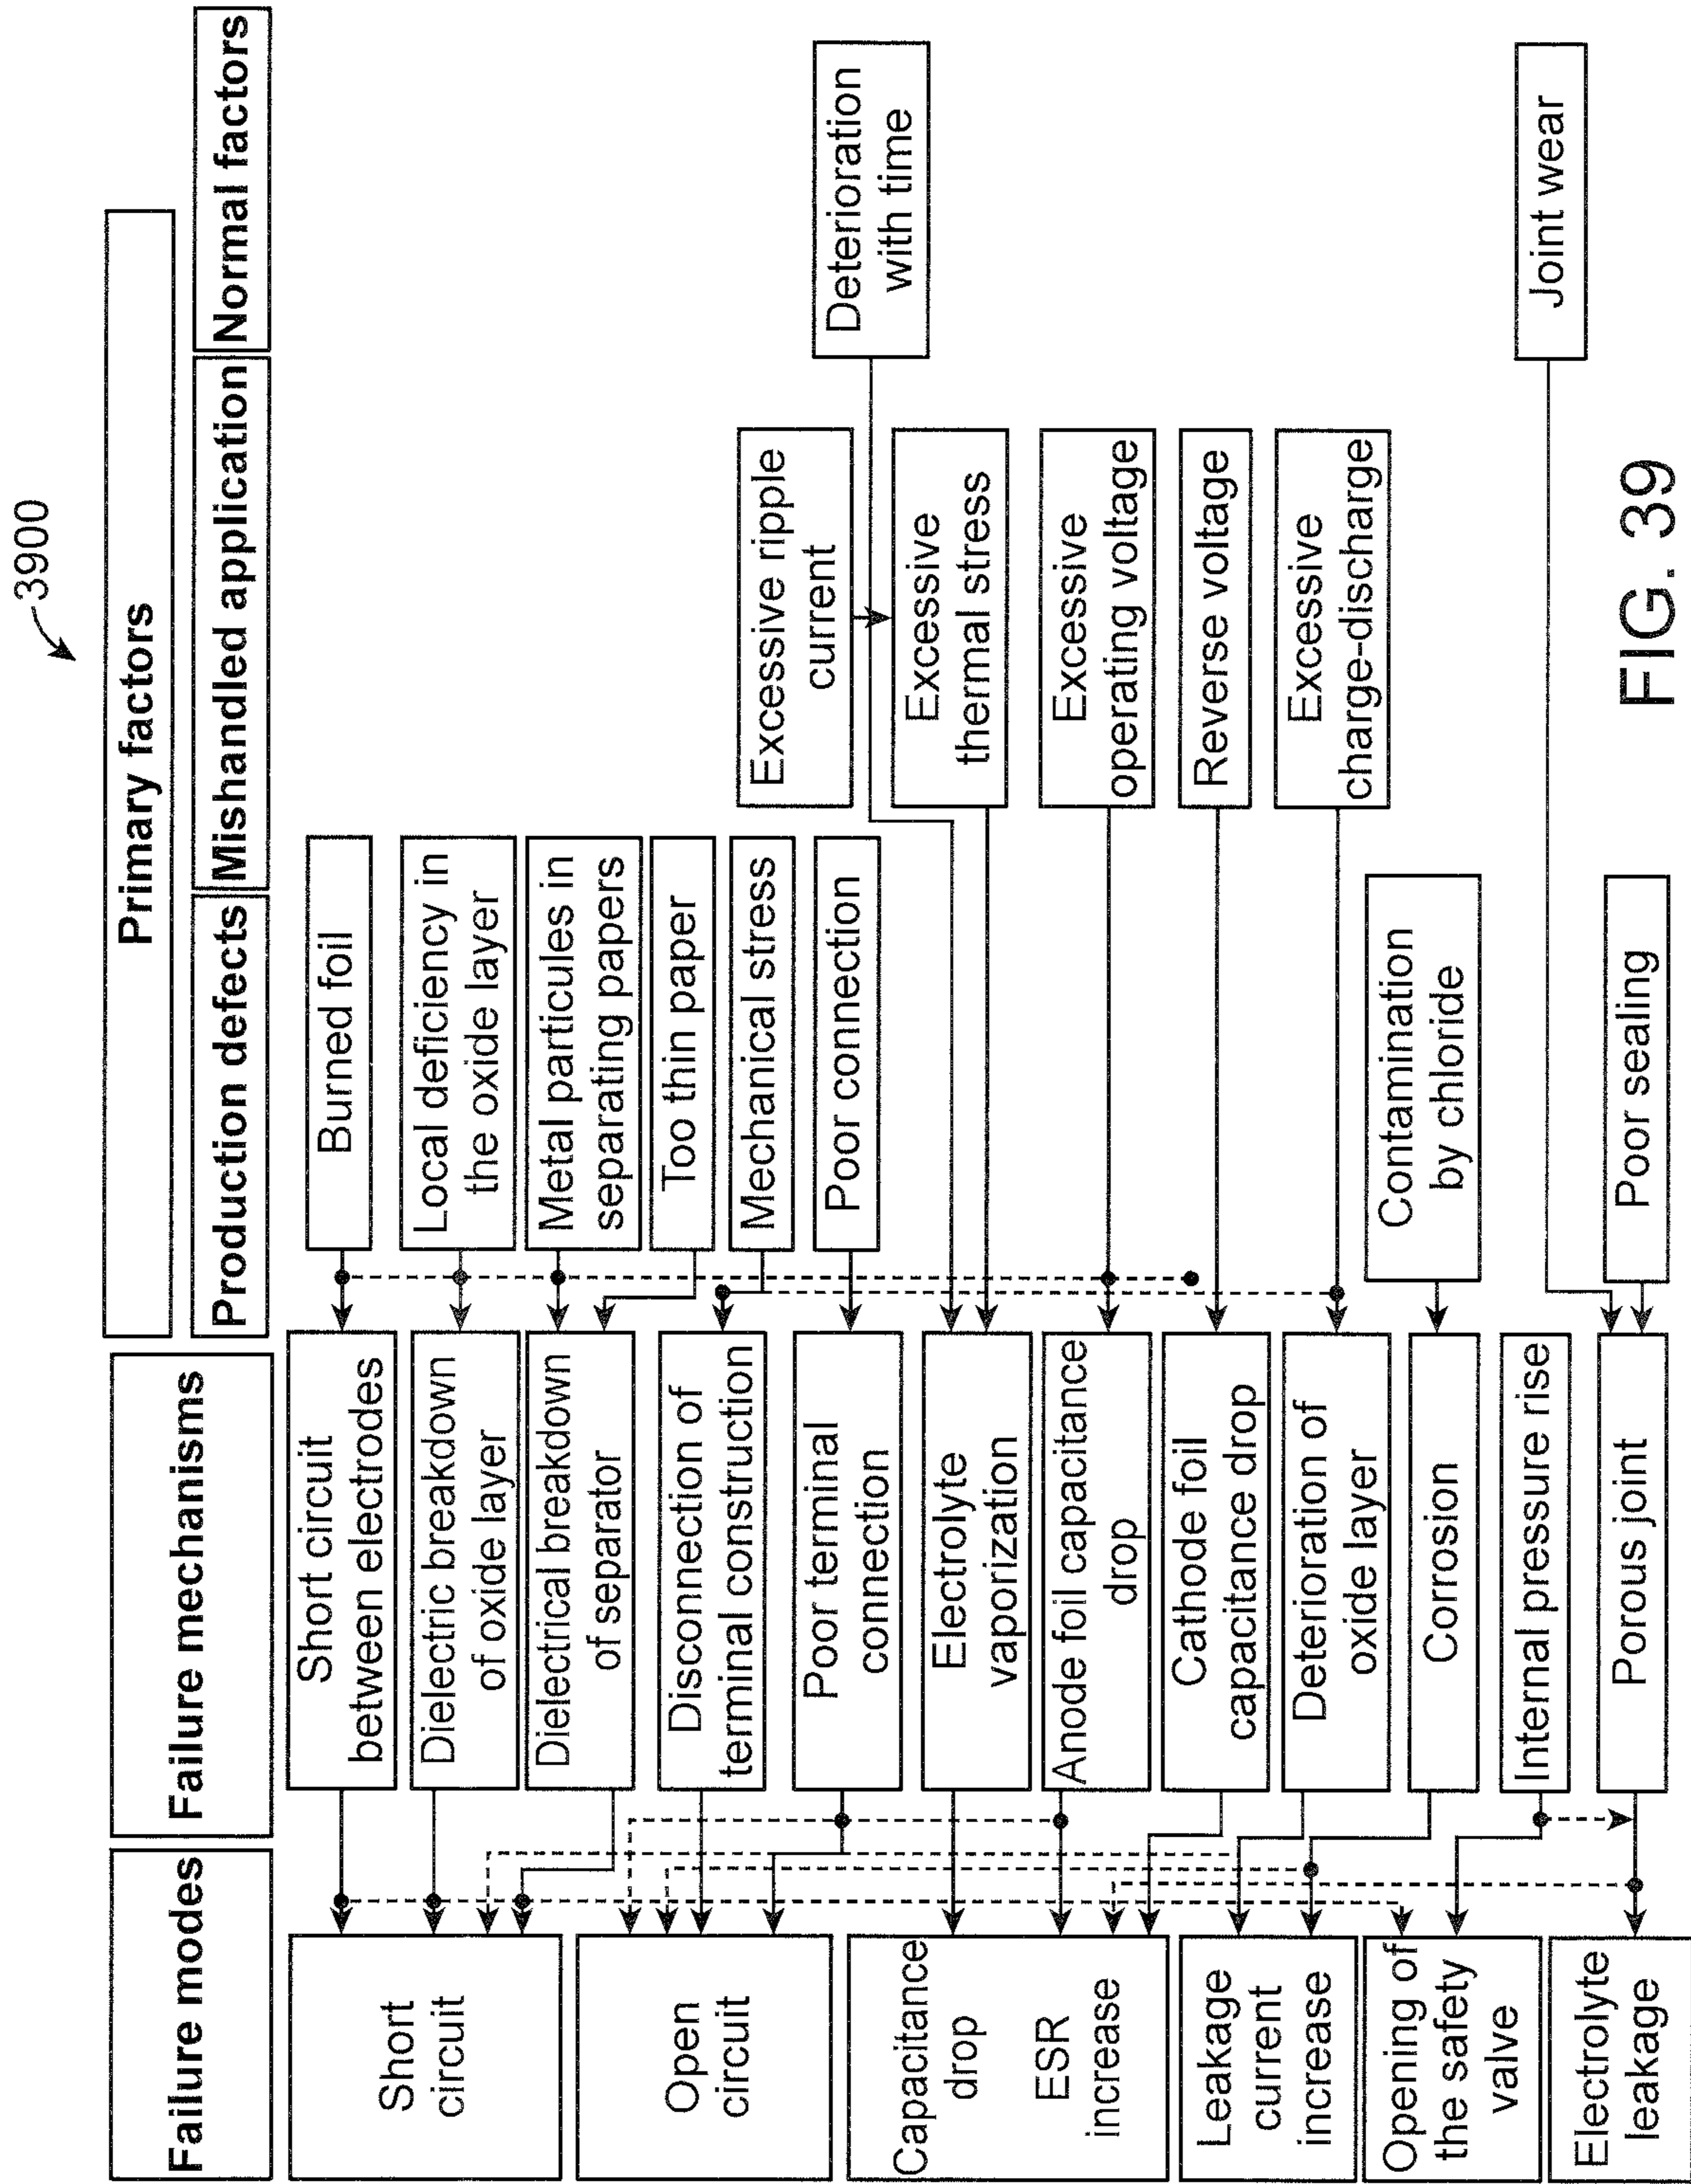 3900
Primary factors
Failure modes
Failure mechanisms
Production defects
Mishandled application
Normal factors
Short
circuit
Open
circuit
Capacitance
drop
ESR
increase
Leakage
current
increase
Opening of
the safety
valve
Electrolyte
leakage
Short circuit
between electrodes
Dielectric breakdown
of oxide layer
Dielectrical breakdown
of separator
Disconnection of
terminal construction
Poor terminal
connection
Electrolyte
vaporization
Anode foil capacitance
drop
Cathode foil
capacitance drop
Deterioration of
oxide layer
Corrosion
Internal pressure rise
Porous joint
Burned foil
Local deficiency in
the oxide layer
Metal particules in
separating papers
Too thin paper
Mechanical stress
Poor connection
Contamination
by chloride
Poor sealing
Excessive ripple
current
Excessive
thermal stress
Excessive
operating voltage
Reverse voltage
Excessive
charge-discharge
Deterioration
with time
Joint wear
FIG. 39